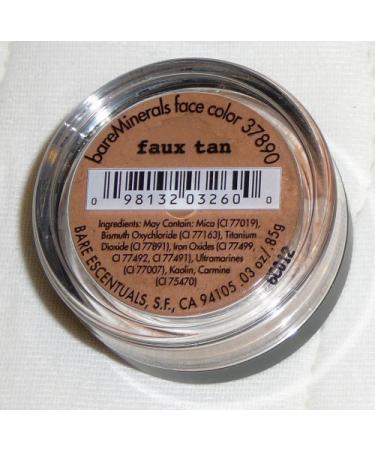 bareMinerals face color 37890
faux tan
0 98132 03260 0
Ingredients: May Contain: Mica (CI 77019),
Bismuth Oxychloride (CI 77163), Titanium
Dioxide (CI 77891), Iron Oxides (CI 77499,
CI 77492, CI 77491), Ultramarines
(CI 77007), Kaolin, Carmine
(CI 75470)
BARE ESCENTUALS, S.F., CA 94105 .03 oz/.85g